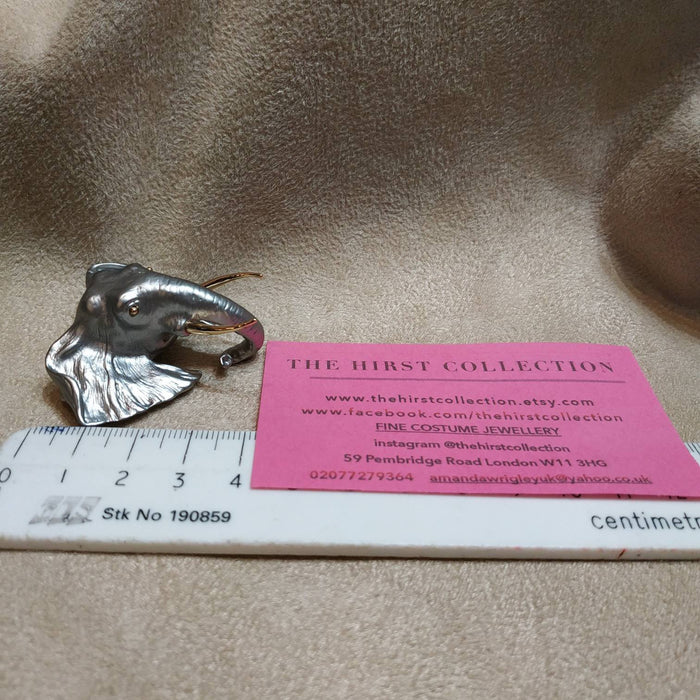 THE HIRST COLLECTION
www.thehirstcollection.etsy.com
www.facebook.com/thehirstcollection
FINE COSTUME JEWELLERY
instagram @thehirstcollection
59 Pembridge Road London W11 3HG
02077279364 amandawrigleyuk@yahoo.co.uk
0 1 2 3 4
Stk No 190859
centimetr